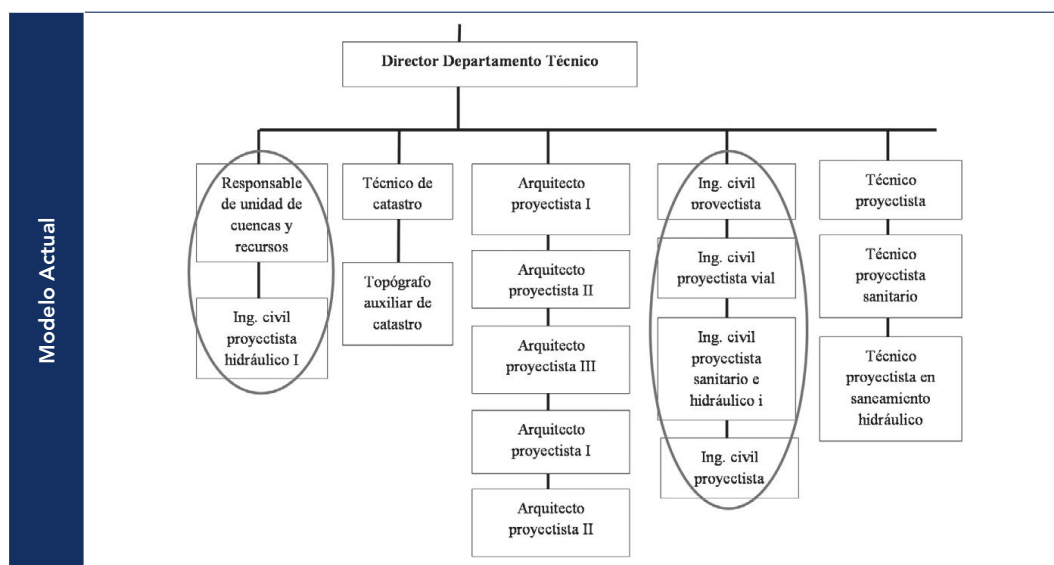 Modelo Actual
Director Departamento Técnico
Responsable
de unidad de
cuencas y
recursos
Ing. civil
proyectista
hidráulico I
Técnico de
catastro
Topógrafo
auxiliar de
catastro
Arquitecto
proyectista I
Arquitecto
proyectista II
Arquitecto
proyectista III
Arquitecto
proyectista I
Arquitecto
proyectista II
Ing. civil
proyectista
Ing. civil
proyectista vial
Ing. civil
proyectista
sanitario e
hidráulico i
Ing. civil
proyectista
Técnico
proyectista
Técnico
proyectista
sanitario
Técnico
proyectista en
saneamiento
hidráulico